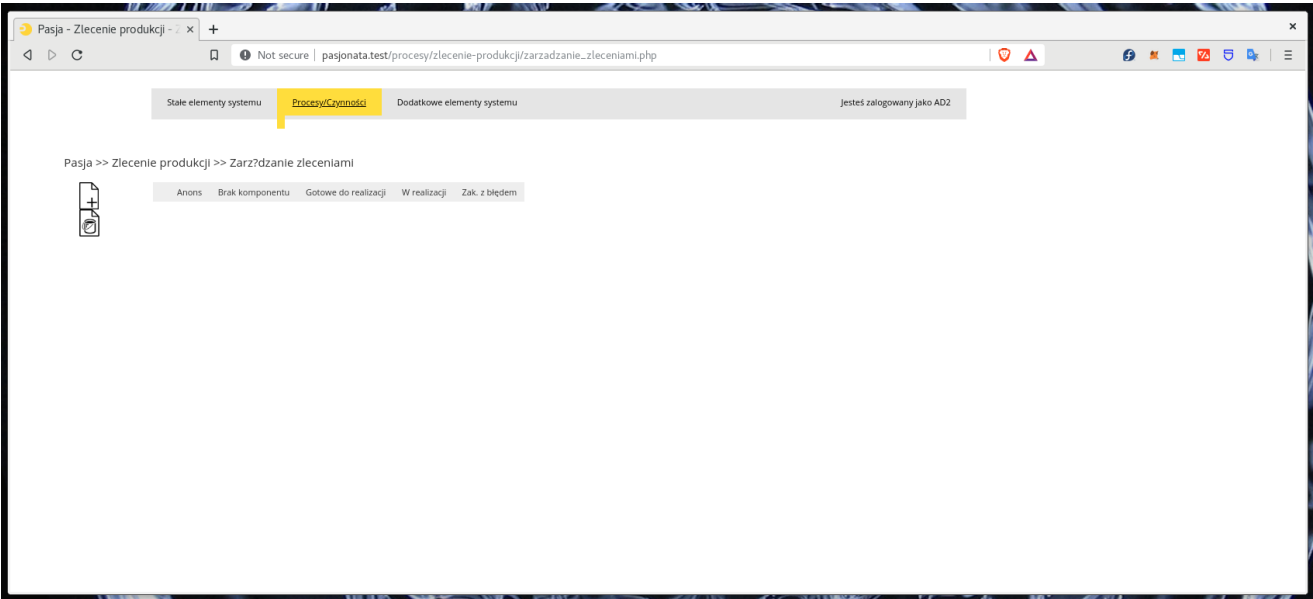 Pasja - Zlecenie produkcji - Z
Not secure | pasjonata.test/procesy/zlecenie-produkcji/zarzadzanie_zleceniami.php
Stałe elementy systemu Procesy/Czynności Dodatkowe elementy systemu Jesteś zalogowany jako AD2
Pasja >> Zlecenie produkcji >> Zarz?dzanie zleceniami
Anons Brak komponentu Gotowe do realizacji W realizacji Zak. z błędem